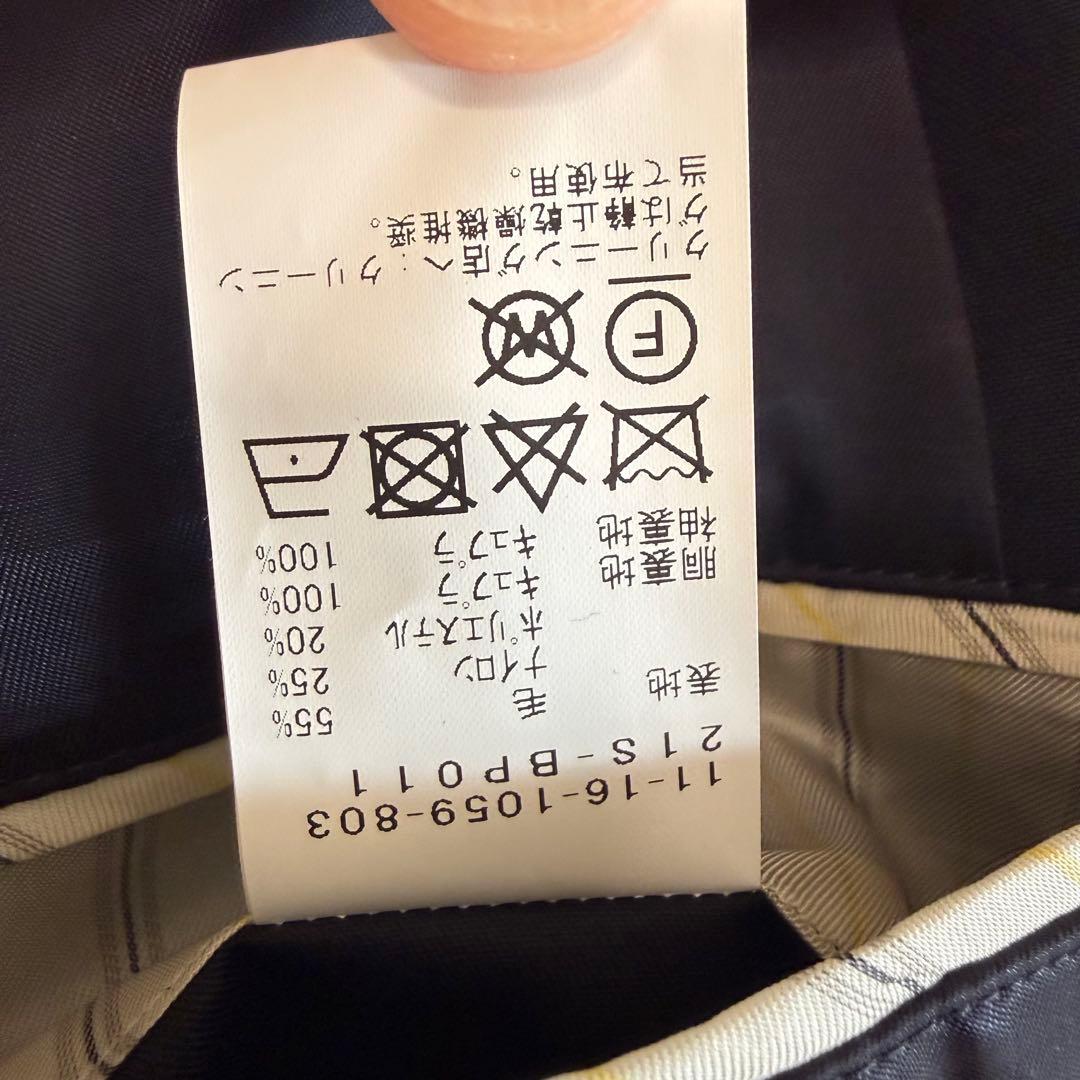 11-16-1059-803
21S-BP011
表地 毛 55%
ナイロン 25%
ポリエステル 20%
胴裏地 キュプラ 100%
袖裏地 キュプラ 100%
F W
クリーニング店へ:クリーニン
グは静止乾燥機推奨。
当て布使用。